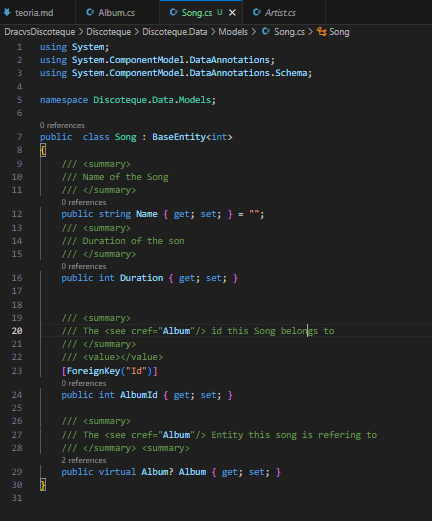 teoria.md Album.cs Song.cs U X Artist.cs
DracvsDiscoteque > Discoteque > Discoteque.Data > Models > Song.cs > Song
1 using System;
2 using System.ComponentModel.DataAnnotations;
3 using System.ComponentModel.DataAnnotations.Schema;
4
5 namespace Discoteque.Data.Models;
6
0 references
7 public  class Song : BaseEntity<int>
8 {
9     /// <summary>
10     /// Name of the Song
11     /// </summary>
0 references
12     public string Name { get; set; } = "";
13     /// <summary>
14     /// Duration of the son
15     /// </summary>
0 references
16     public int Duration { get; set; }
17
18
19     /// <summary>
20     /// The <see cref="Album"/> id this Song belongs to
21     /// </summary>
22     /// <value></value>
23     [ForeignKey("Id")]
0 references
24     public int AlbumId { get; set; }
25
26     /// <summary>
27     /// The <see cref="Album"/> Entity this song is refering to
28     /// </summary> <summary>
2 references
29     public virtual Album? Album { get; set; }
30 }
31